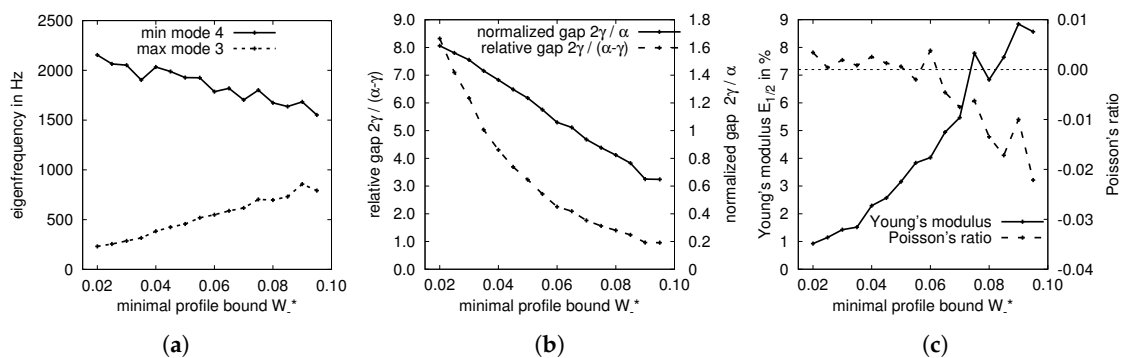 2500
2000
1500
1000
500
0
0.02 0.04 0.06 0.08 0.10
eigenfrequency in Hz
minimal profile bound W_-*
min mode 4
max mode 3
(a)
9.0
8.0
7.0
6.0
5.0
4.0
3.0
2.0
1.0
0.0
relative gap 2γ / (α-γ)
normalized gap 2γ / α
relative gap 2γ / (α-γ)
1.8
1.6
1.4
1.2
1
0.8
0.6
0.4
0.2
0
normalized gap 2γ / α
0.02 0.04 0.06 0.08 0.10
minimal profile bound W_-*
(b)
9
8
7
6
5
4
3
2
1
0
Young's modulus E_{1/2} in %
Young's modulus
Poisson's ratio
0.01
0.00
-0.01
-0.02
-0.03
-0.04
Poisson's ratio
0.02 0.04 0.06 0.08 0.10
minimal profile bound W_-*
(c)